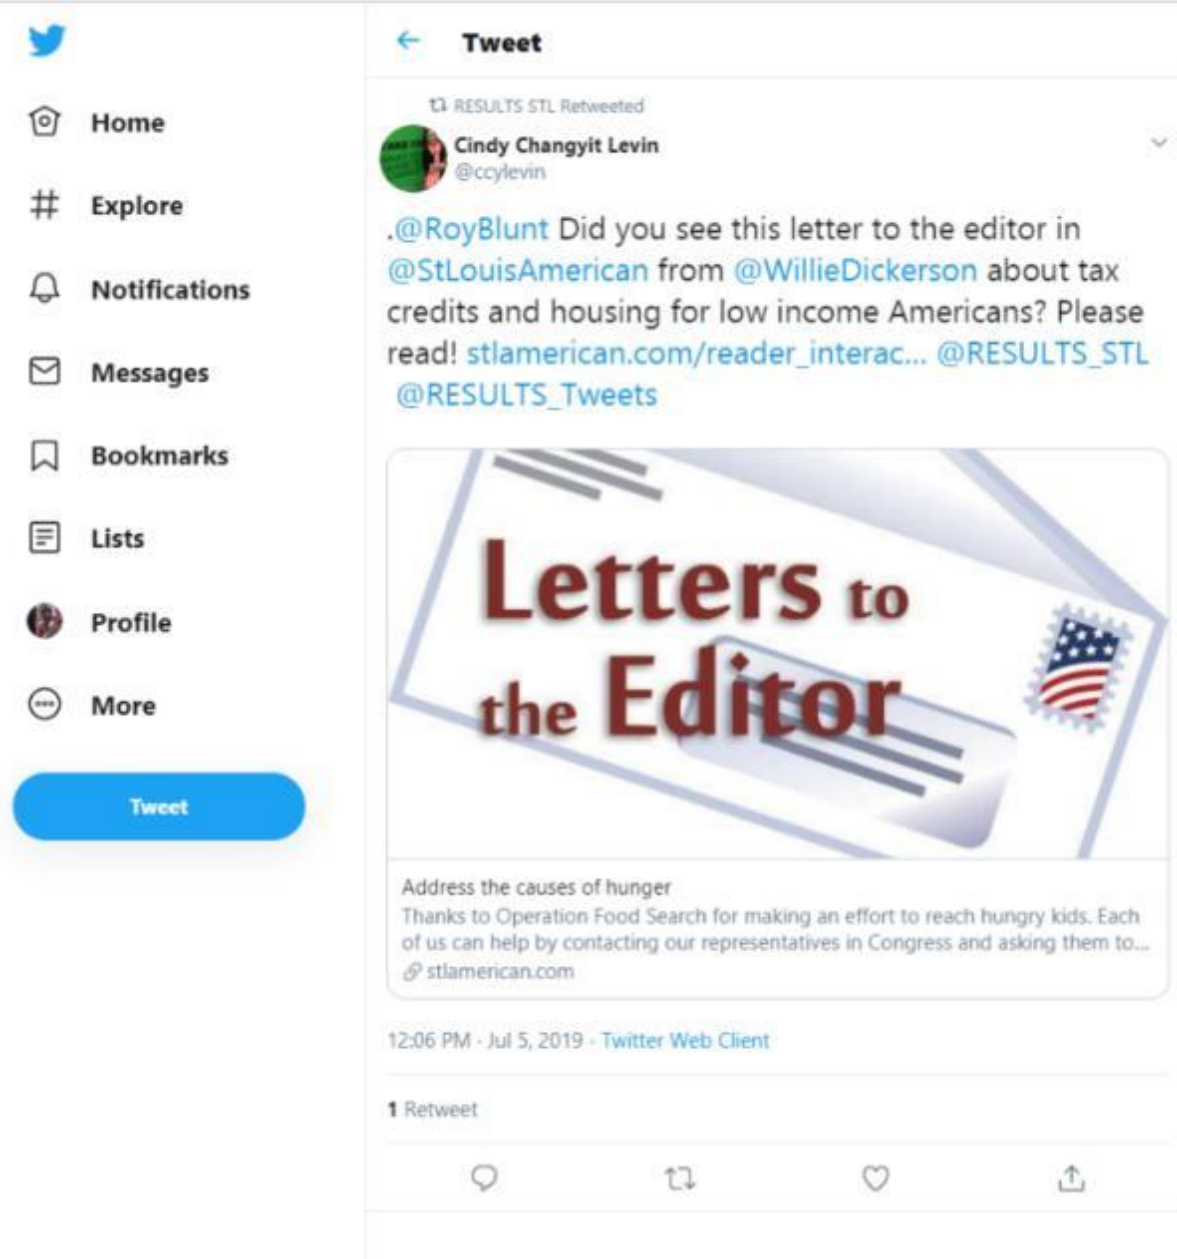 Home
Explore
Notifications
Messages
Bookmarks
Lists
Profile
More
Tweet
Tweet
RESULTS STL Retweeted
Cindy Changyit Levin
@ccylevin
.@RoyBlunt Did you see this letter to the editor in
@StLouisAmerican from @WillieDickerson about tax
credits and housing for low income Americans? Please
read! stlamerican.com/reader_interac... @RESULTS_STL
@RESULTS_Tweets
Letters to
the Editor
Address the causes of hunger
Thanks to Operation Food Search for making an effort to reach hungry kids. Each
of us can help by contacting our representatives in Congress and asking them to...
stlamerican.com
12:06 PM · Jul 5, 2019 · Twitter Web Client
1 Retweet